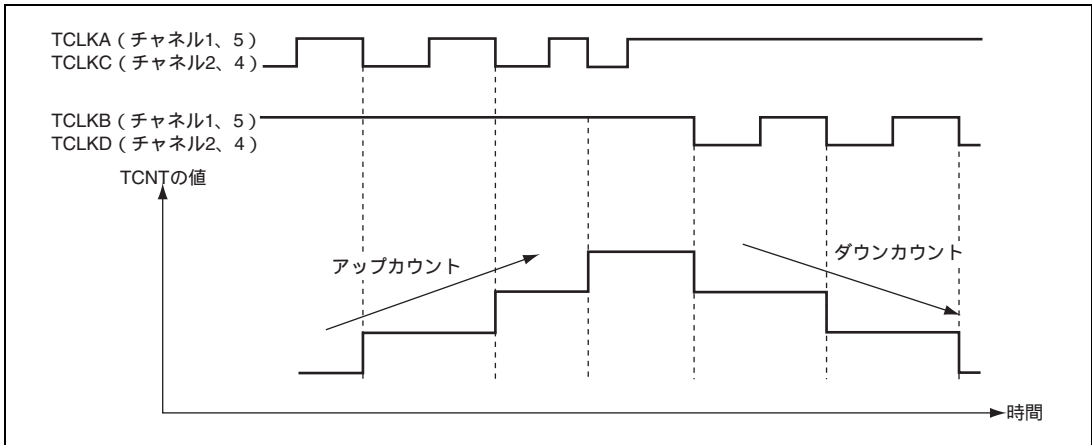 TCLKA（チャネル1、5）
TCLKC（チャネル2、4）
TCLKB（チャネル1、5）
TCLKD（チャネル2、4）
TCNTの値
アップカウント
ダウンカウント
時間